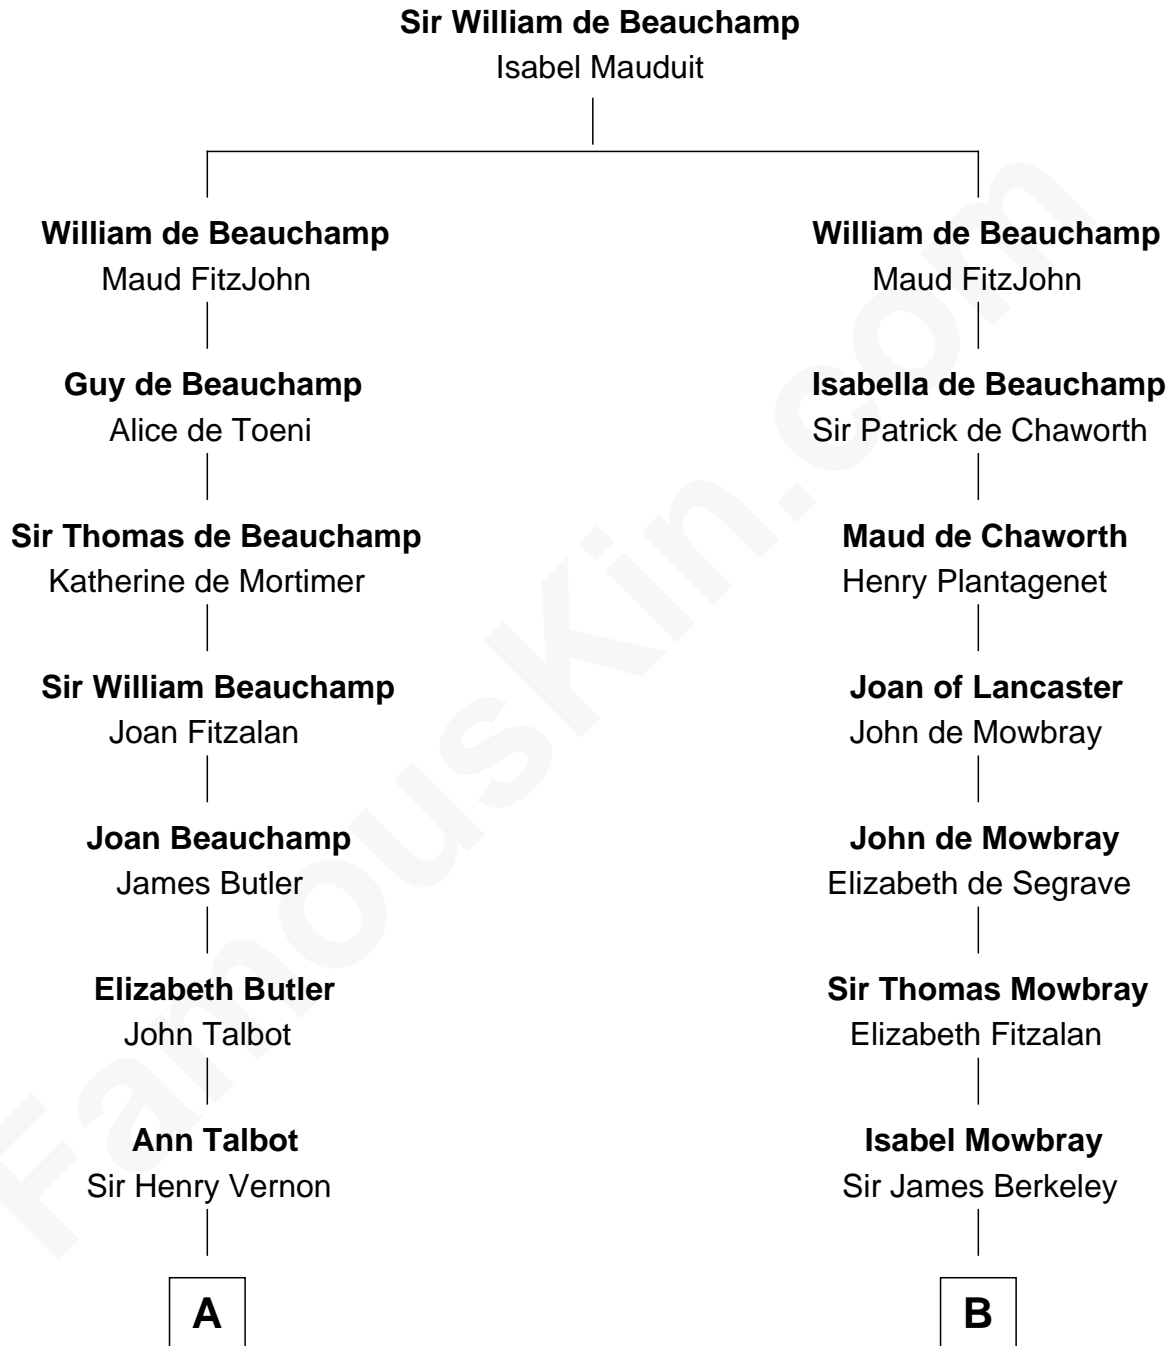 Sir William de Beauchamp
Isabel Mauduit
William de Beauchamp
Maud FitzJohn
Guy de Beauchamp
Alice de Toeni
Sir Thomas de Beauchamp
Katherine de Mortimer
Sir William Beauchamp
Joan Fitzalan
Joan Beauchamp
James Butler
Elizabeth Butler
John Talbot
Ann Talbot
Sir Henry Vernon
A
William de Beauchamp
Maud FitzJohn
Isabella de Beauchamp
Sir Patrick de Chaworth
Maud de Chaworth
Henry Plantagenet
Joan of Lancaster
John de Mowbray
John de Mowbray
Elizabeth de Segrave
Sir Thomas Mowbray
Elizabeth Fitzalan
Isabel Mowbray
Sir James Berkeley
B
FamousKin.com